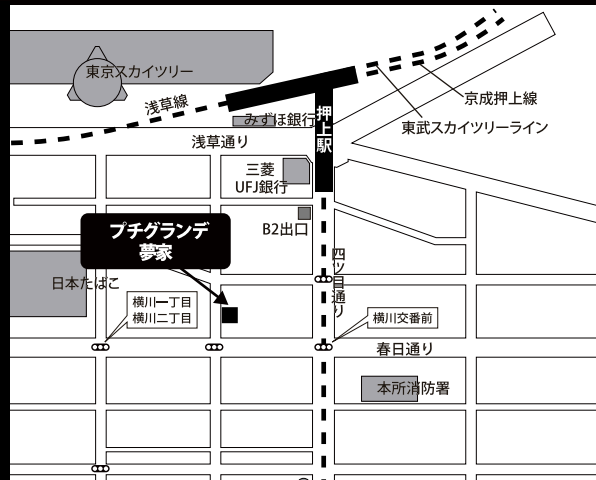 東京スカイツリー
浅草線
みずほ銀行
押上駅
京成押上線
東武スカイツリーライン
浅草通り
三菱
UFJ銀行
B2出口
プチグランデ
夢家
四ツ目通り
日本たばこ
横川一丁目
横川二丁目
横川交番前
春日通り
本所消防署